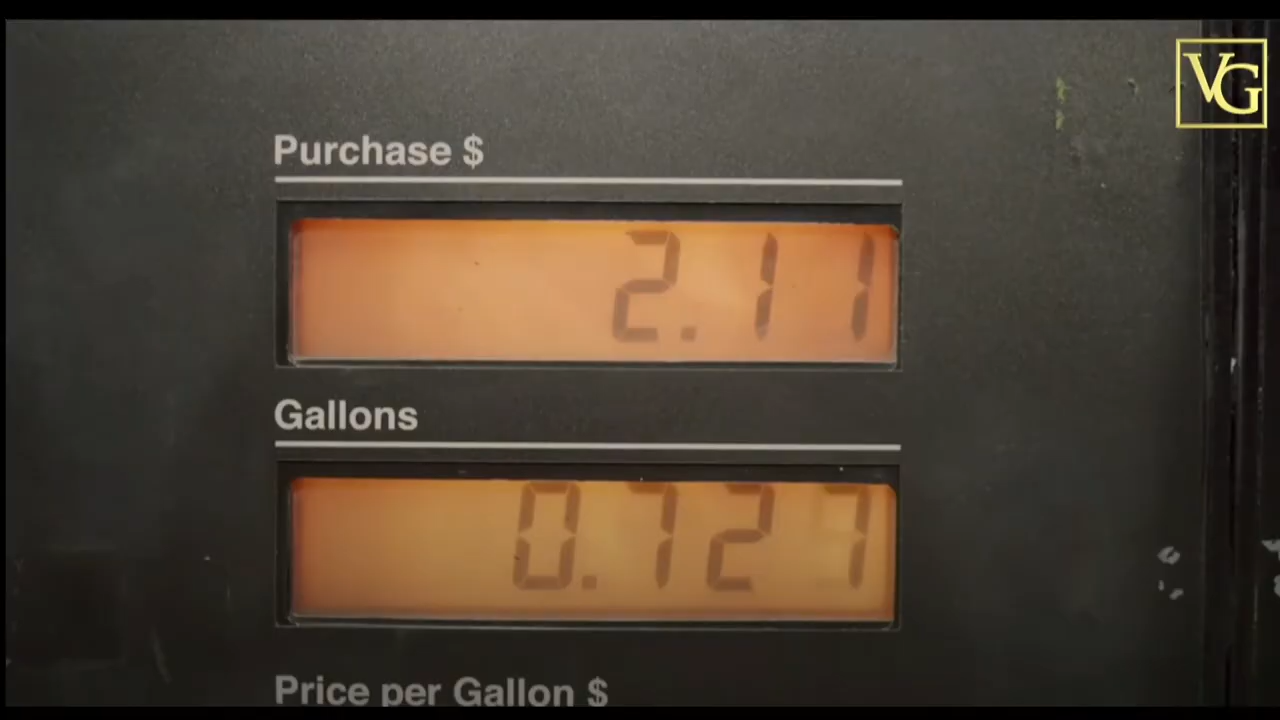 VG
Purchase $
2.11
Gallons
0.727
Price per Gallon $